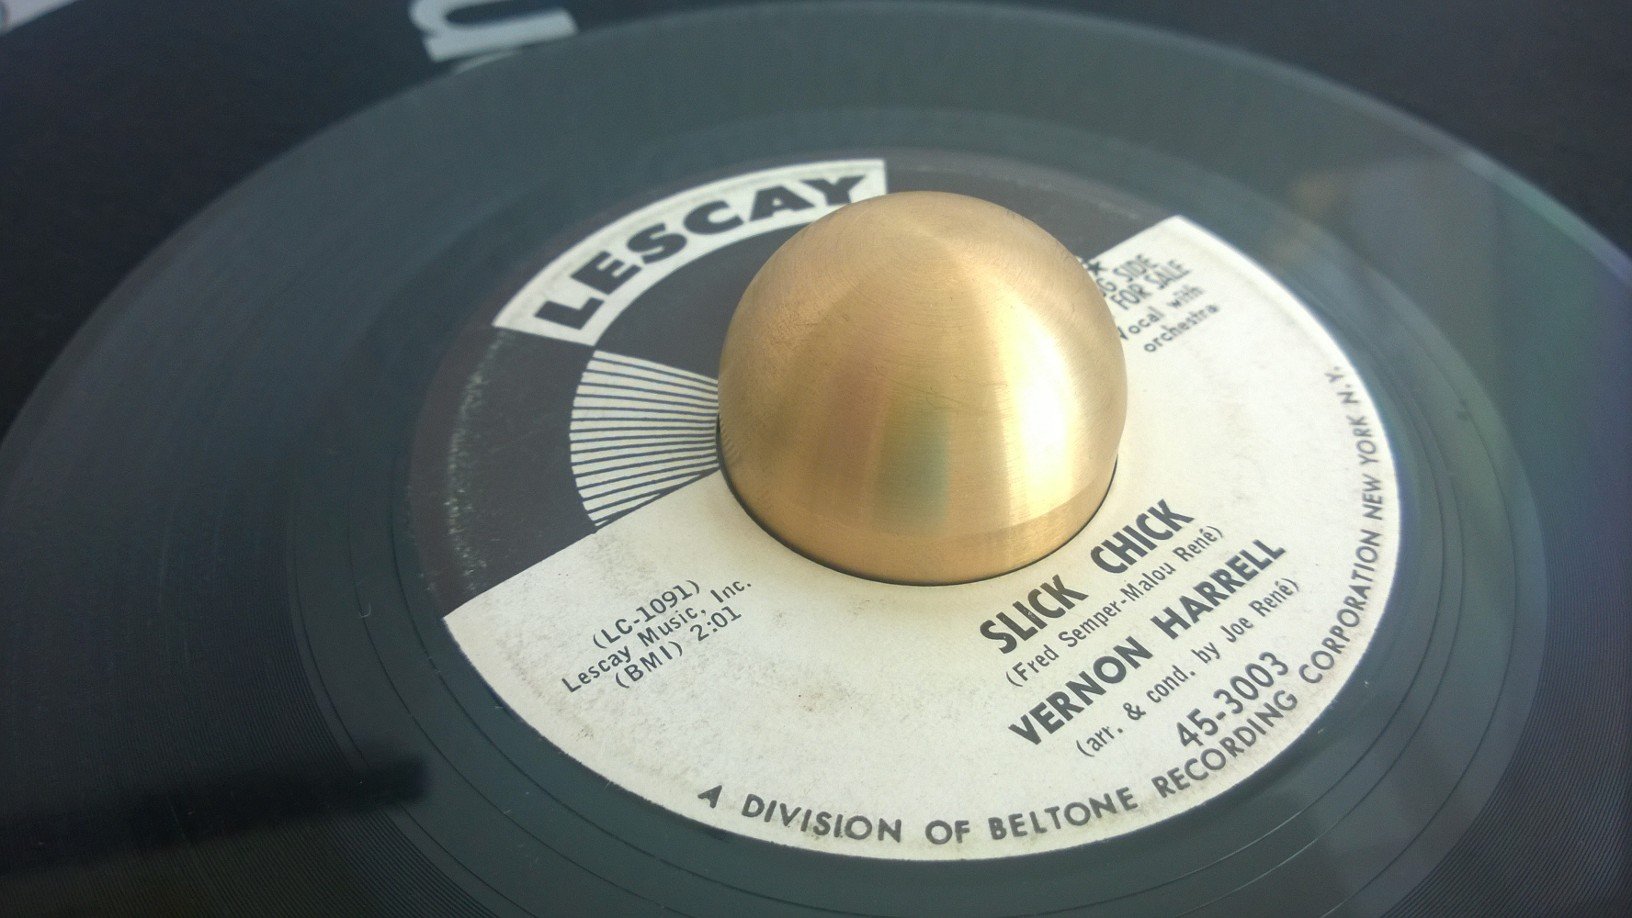 LESCAY
SIDE
FOR SALE
Vocal with
orchestra
(LC-1091)
Lescay Music, Inc.
(BMI) 2:01
SLICK CHICK
(Fred Semper-Malou René)
VERNON HARRELL
(arr. & cond. by Joe René)
45-3003
A DIVISION OF BELTONE RECORDING CORPORATION NEW YORK N.Y.